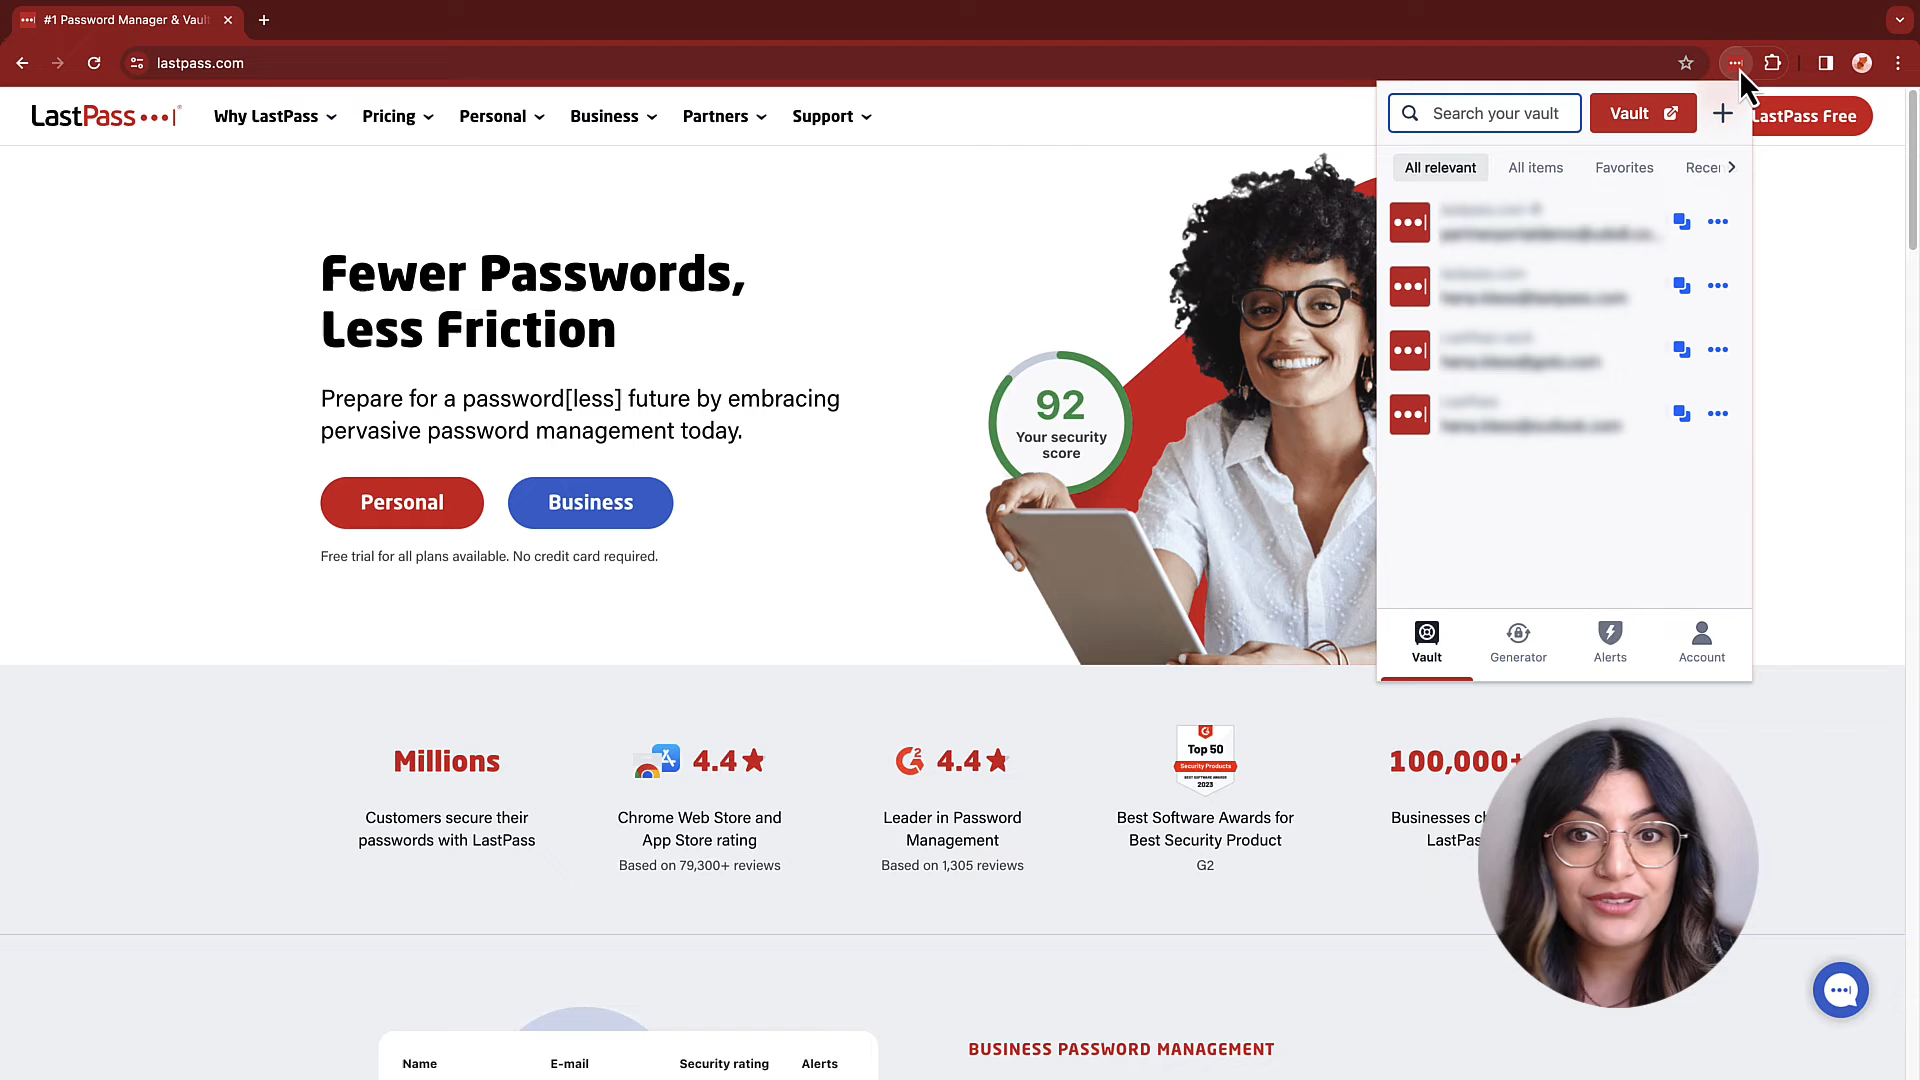 #1 Password Manager & Vaul
lastpass.com
LastPass
Why LastPass
Pricing
Personal
Business
Partners
Support
LastPass Free
Search your vault
Vault
All relevant
All items
Favorites
Recen
Fewer Passwords,
Less Friction
Prepare for a password[less] future by embracing
pervasive password management today.
Personal
Business
Free trial for all plans available. No credit card required.
92
Your security
score
Vault
Generator
Alerts
Account
Millions
Customers secure their
passwords with LastPass
4.4
Chrome Web Store and
App Store rating
Based on 79,300+ reviews
4.4
Leader in Password
Management
Based on 1,305 reviews
Top 50
Security Products
BEST SOFTWARE AWARDS
2023
Best Software Awards for
Best Security Product
G2
100,000+
Businesses c
LastPas
Name
E-mail
Security rating
Alerts
BUSINESS PASSWORD MANAGEMENT